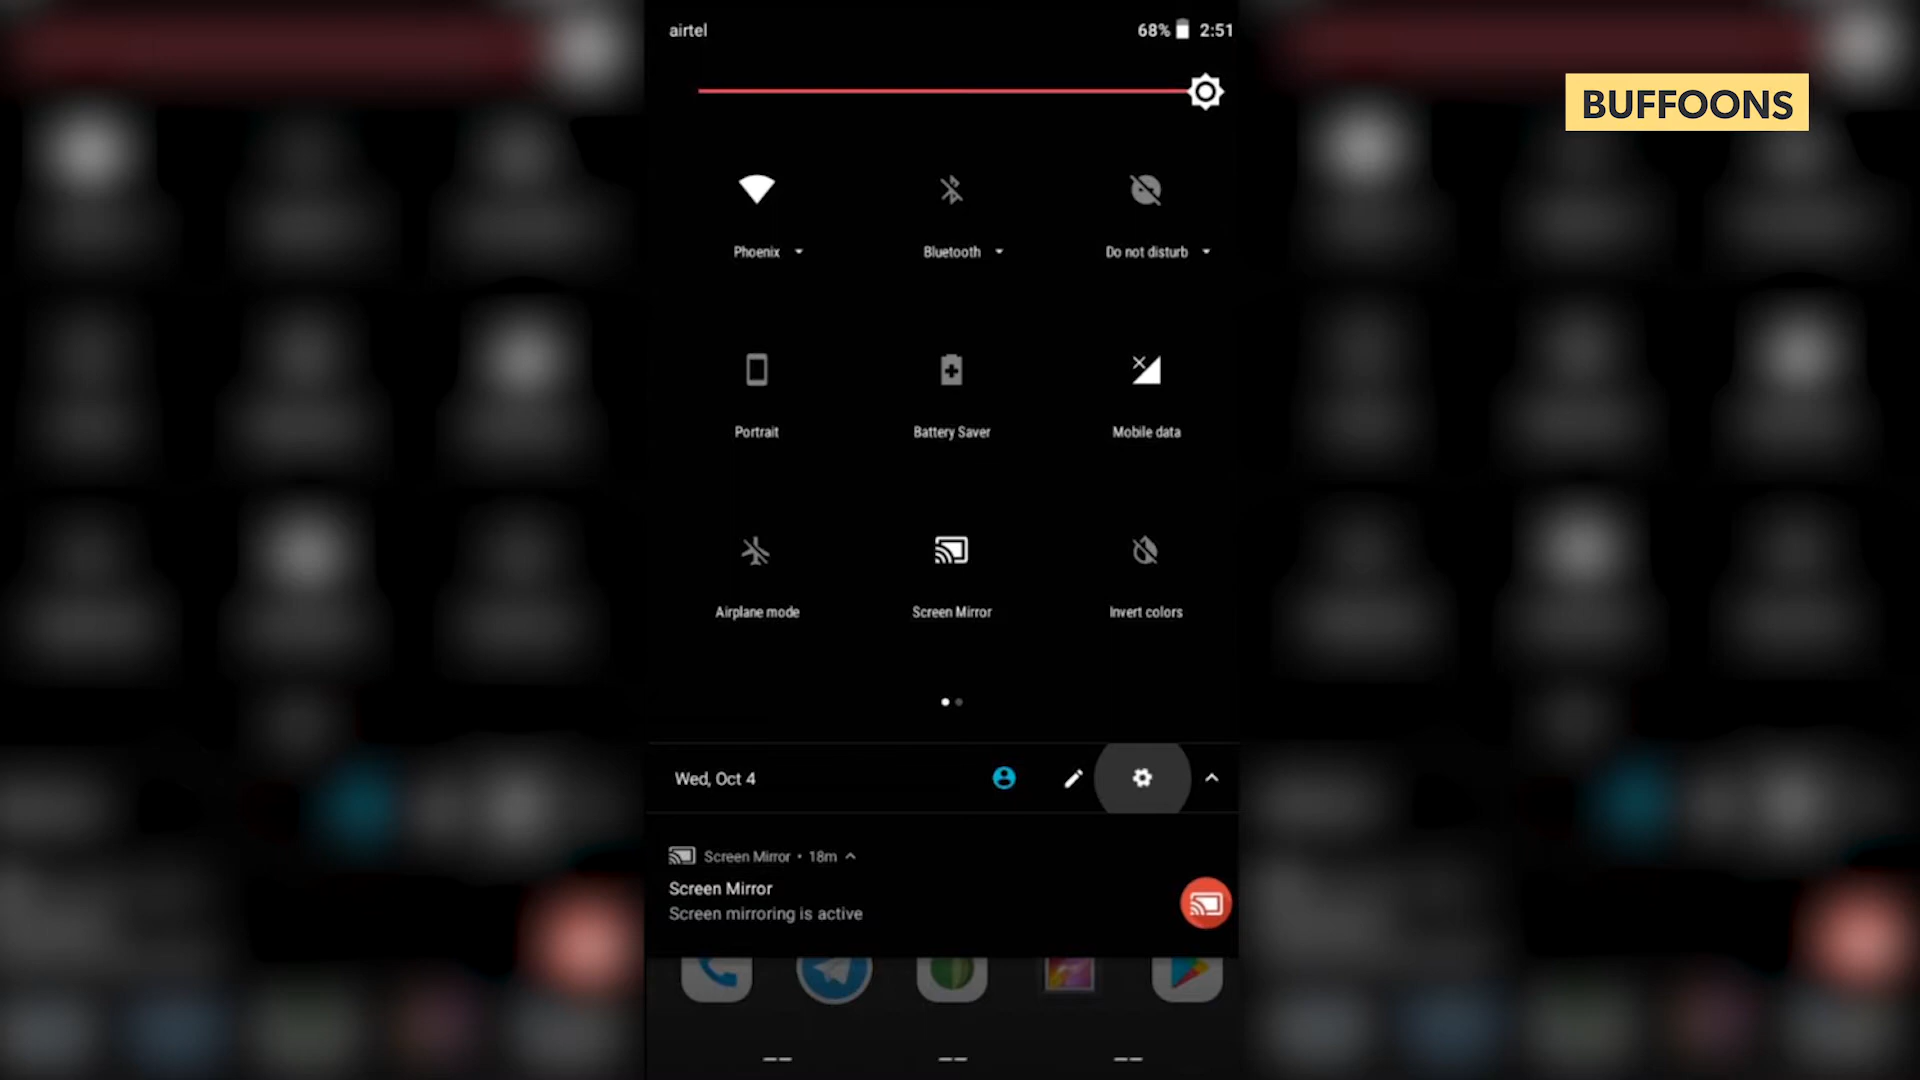 airtel
68% 2:51
BUFFOONS
Phoenix Bluetooth Do not disturb
Portrait Battery Saver Mobile data
Airplane mode Screen Mirror Invert colors
Wed, Oct 4
Screen Mirror • 18m
Screen Mirror
Screen mirroring is active